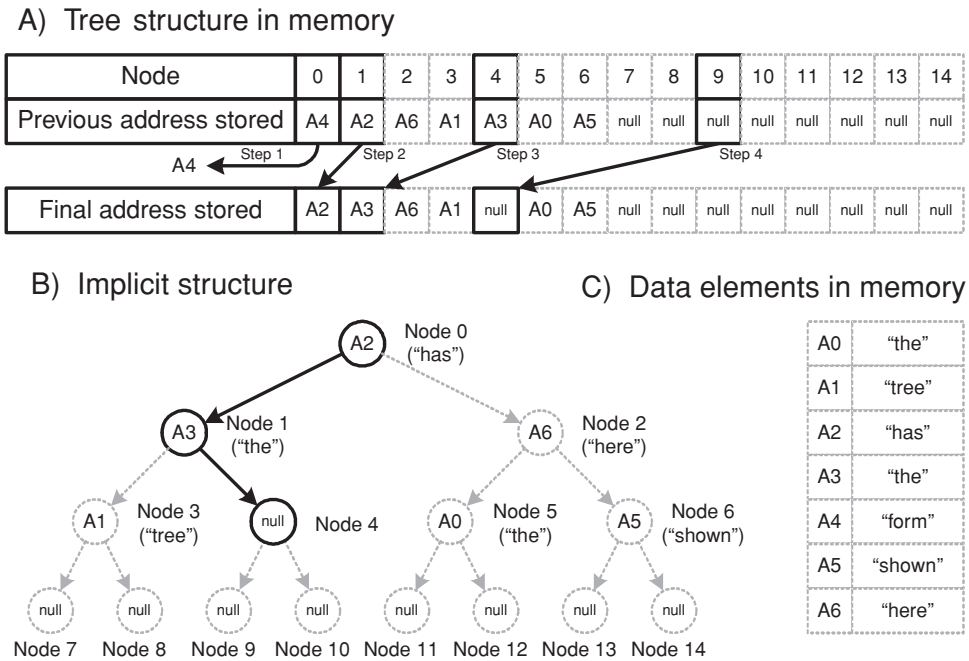 A) Tree structure in memory
Node 0 1 2 3 4 5 6 7 8 9 10 11 12 13 14
Previous address stored A4 A2 A6 A1 A3 A0 A5 null null null null null null null null
A4 Step 1 Step 2 Step 3 Step 4
Final address stored A2 A3 A6 A1 null A0 A5 null null null null null null null null
B) Implicit structure
A2 Node 0
("has")
A3 Node 1
("the")
A6 Node 2
("here")
A1 Node 3
("tree")
null Node 4
A0 Node 5
("the")
A5 Node 6
("shown")
null null null null null null null null
Node 7 Node 8 Node 9 Node 10 Node 11 Node 12 Node 13 Node 14
C) Data elements in memory
A0 "the"
A1 "tree"
A2 "has"
A3 "the"
A4 "form"
A5 "shown"
A6 "here"